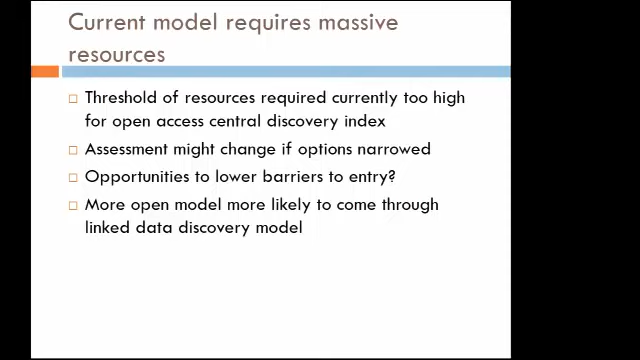 Current model requires massive
resources
Threshold of resources required currently too high
for open access central discovery index
Assessment might change if options narrowed
Opportunities to lower barriers to entry?
More open model more likely to come through
linked data discovery model